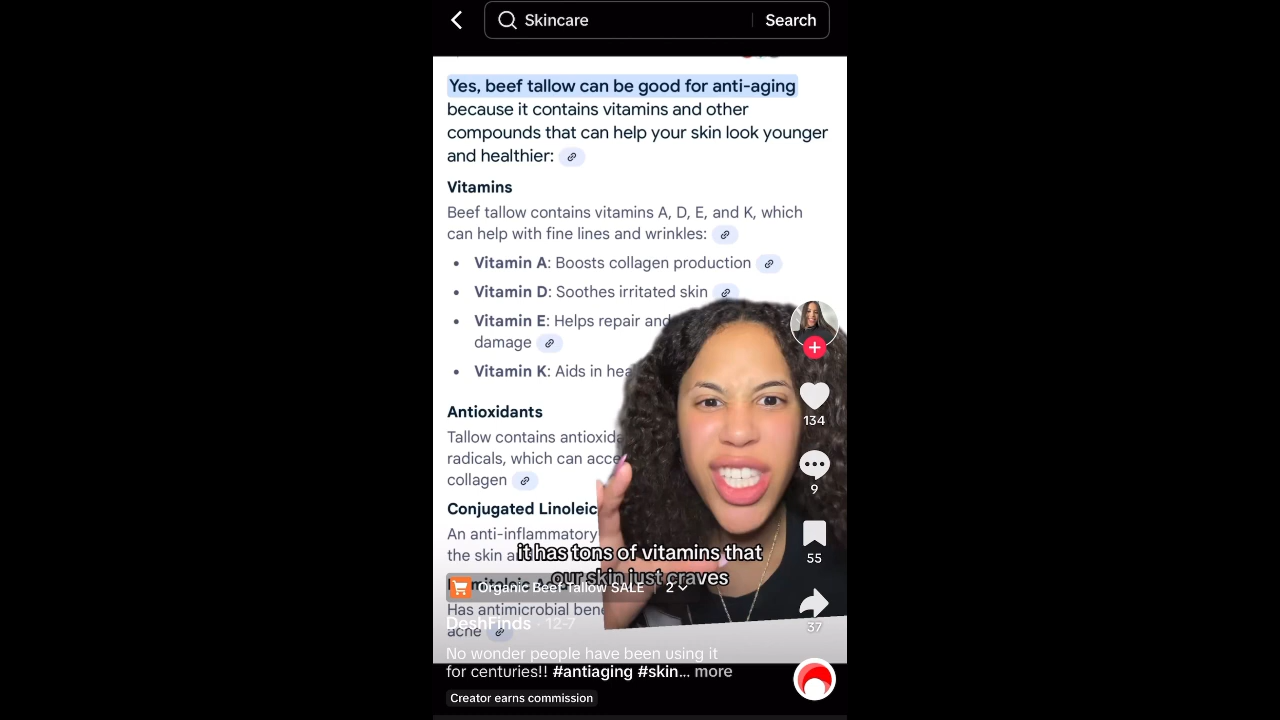 Skincare
Search
Yes, beef tallow can be good for anti-aging
because it contains vitamins and other
compounds that can help your skin look younger
and healthier:
Vitamins
Beef tallow contains vitamins A, D, E, and K, which
can help with fine lines and wrinkles:
• Vitamin A: Boosts collagen production
• Vitamin D: Soothes irritated skin
• Vitamin E: Helps repair and
damage
• Vitamin K: Aids in
Antioxidants
Tallow contains
radicals, which can
collagen
Conjugated Linoleic
An anti-inflammatory
the skin
it has tons of vitamins that
our skin just craves
Organic Beef Tallow SALE
2
Has antimicrobial
acne
DeshFinds · 12-7
No wonder people have been using it
for centuries!! #antiaging #skin... more
Creator earns commission
134
9
55
37